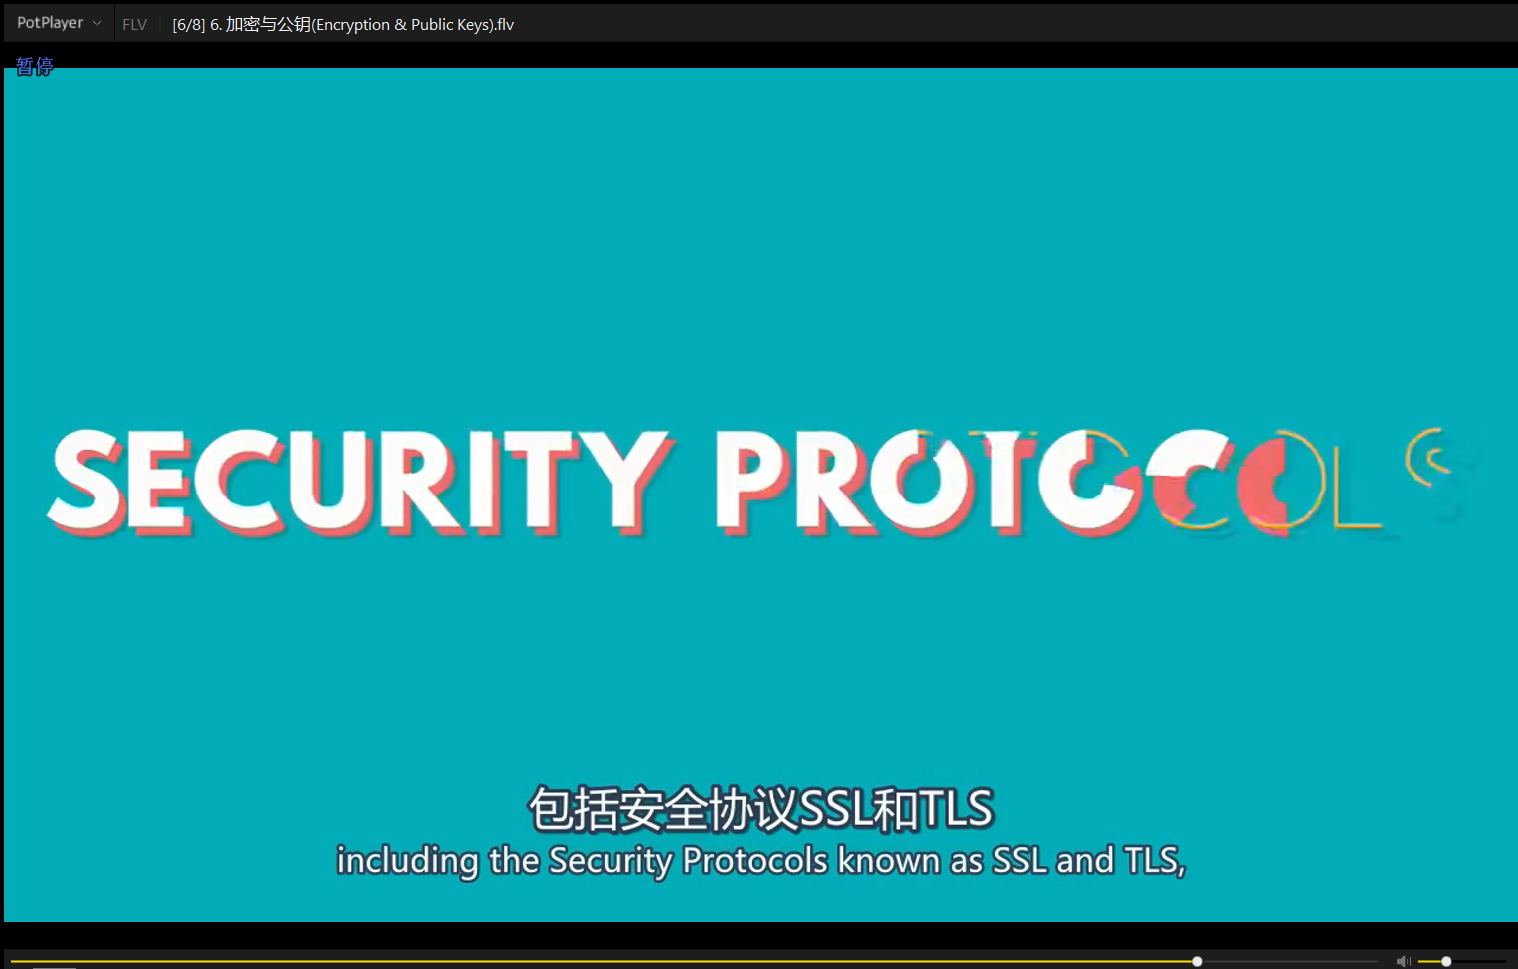 PotPlayer FLV [6/8] 6. 加密与公钥(Encryption & Public Keys).flv
暂停
SECURITY PROTOCOLS
包括安全协议SSL和TLS
including the Security Protocols known as SSL and TLS,